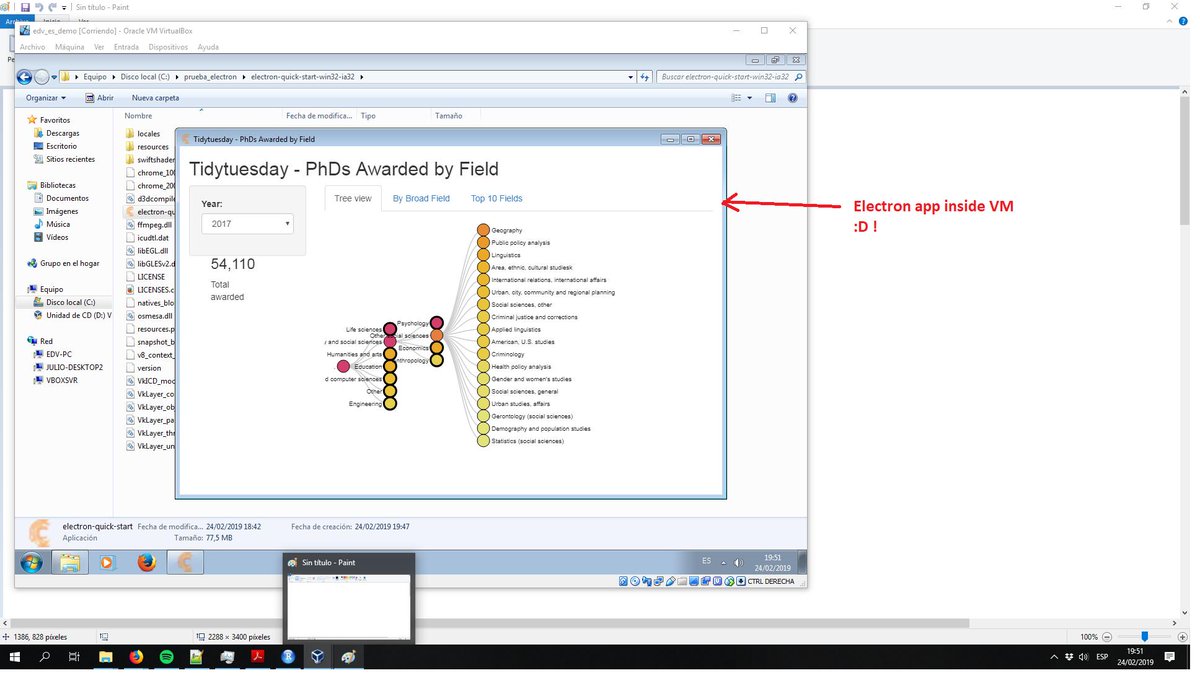 Sin título - Paint
Archivo Inicio Ver
edv_es_demo [Corriendo] - Oracle VM VirtualBox
Archivo Máquina Ver Entrada Dispositivos Ayuda
Equipo Disco local (C:) prueba_electron electron-quick-start-win32-ia32
Buscar electron-quick-start-win32-ia32
Organizar Abrir Nueva carpeta
Nombre Fecha de modifica... Tipo Tamaño
Favoritos
Descargas
Escritorio
Sitios recientes
Bibliotecas
Documentos
Imágenes
Música
Vídeos
Grupo en el hogar
Equipo
Disco local (C:)
Unidad de CD (D:) V
Red
EDV-PC
JULIO-DESKTOP2
VBOXSVR
locales
resources
swiftshader
chrome_100
chrome_200
d3dcompile
electron-qu
ffmpeg.dll
icudtl.dat
libEGL.dll
libGLESv2.d
LICENSE
LICENSES.c
natives_blo
osmesa.dll
resources.p
snapshot_b
v8_context_
version
VkICD_moc
VkLayer_co
VkLayer_ob
VkLayer_pa
VkLayer_thr
VkLayer_un
Tidytuesday - PhDs Awarded by Field
Tidytuesday - PhDs Awarded by Field
Year:
2017
54,110
Total
awarded
Tree view By Broad Field Top 10 Fields
Life sciences
y and social sciences
Humanities and arts
Education
d computer sciences
Other
Engineering
Psychology
Other social sciences
Economics
Anthropology
Geography
Public policy analysis
Linguistics
Area, ethnic, cultural studiesk
International relations, international affairs
Urban, city, community and regional planning
Social sciences, other
Criminal justice and corrections
Applied linguistics
American, U.S. studies
Criminology
Health policy analysis
Gender and women's studies
Social sciences, general
Urban studies, affairs
Gerontology (social sciences)
Demography and population studies
Statistics (social sciences)
Electron app inside VM
:D !
electron-quick-start Fecha de modifica... 24/02/2019 18:42 Fecha de creación: 24/02/2019 19:47
Aplicación Tamaño: 77,5 MB
Sin título - Paint
ES
19:51
24/02/2019
CTRL DERECHA
1386, 828 píxeles
2288 × 3400 píxeles
100%
ESP
19:51
24/02/2019